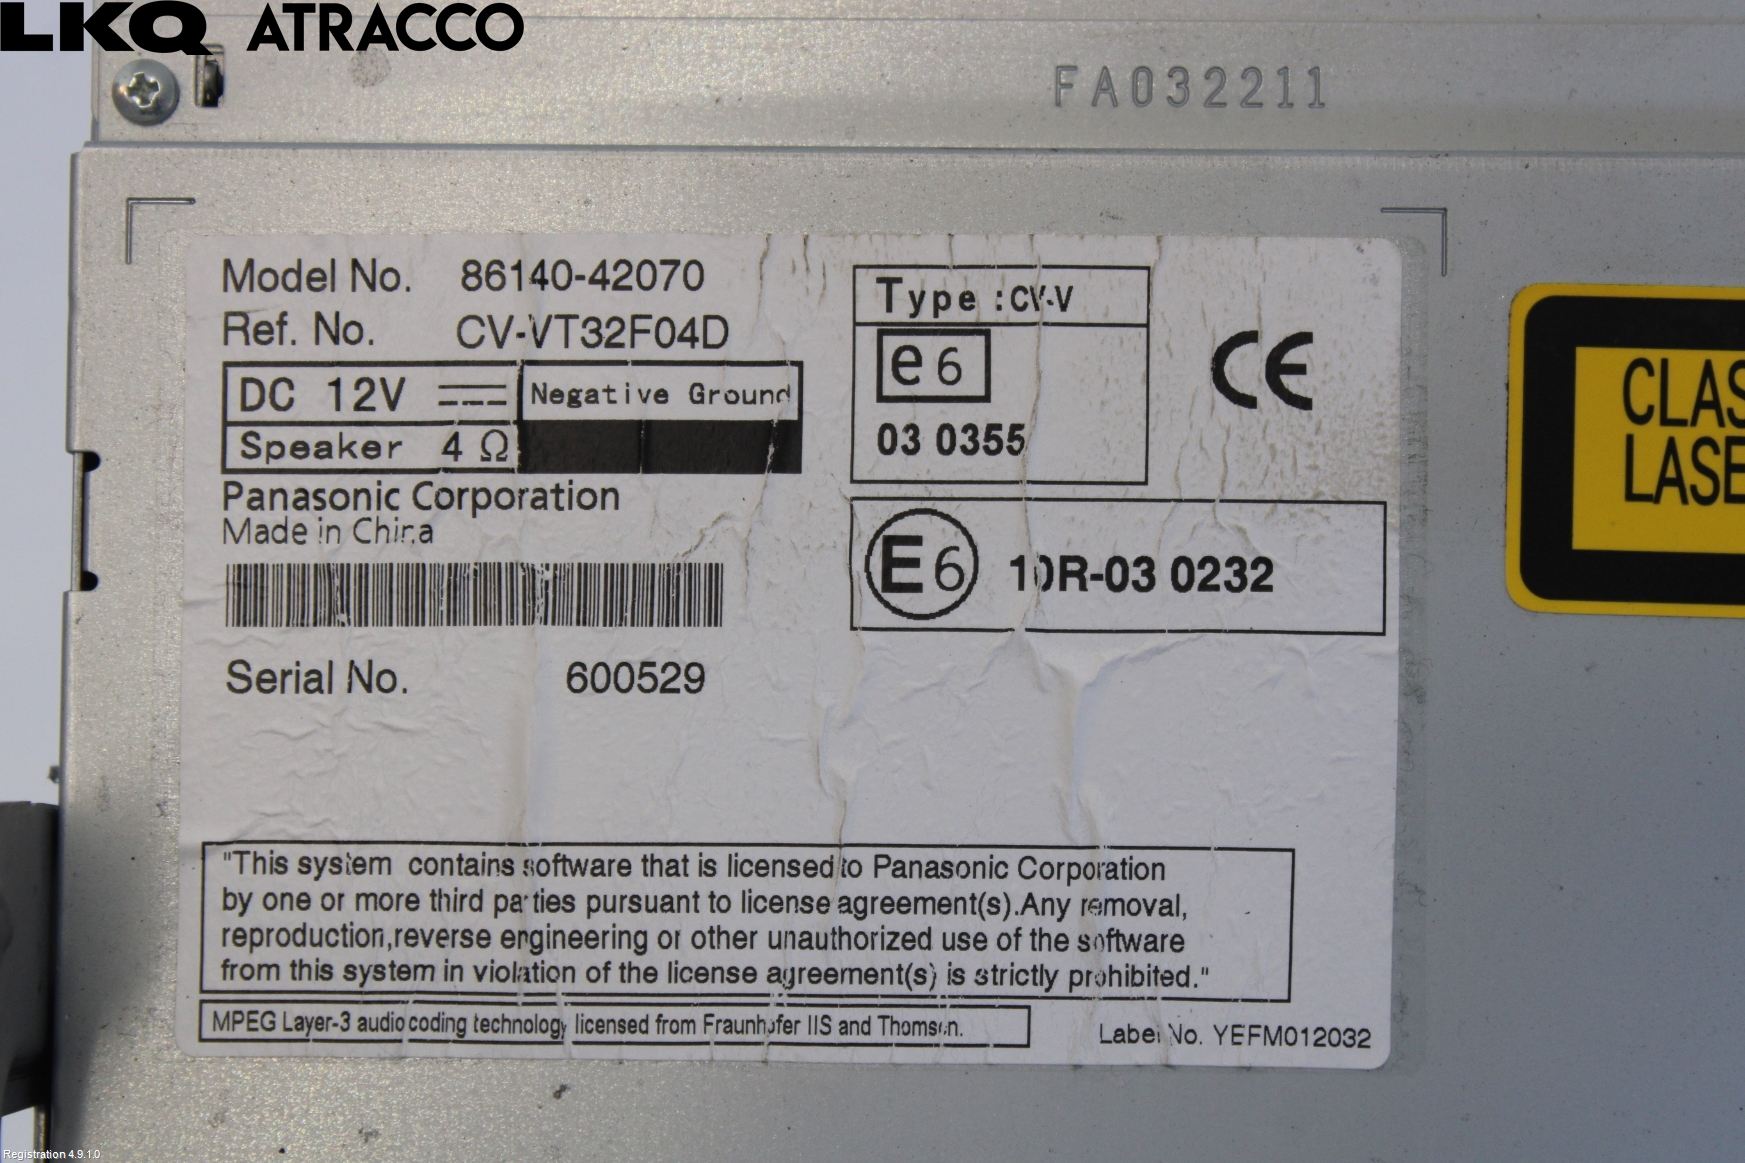 LKQ ATRACCO
FA032211
Model No. 86140-42070
Ref. No. CV-VT32F04D
DC 12V Negative Ground
Speaker 4 Ω
Panasonic Corporation
Made in China
Serial No. 600529
Type : CV-V
e6
03 0355
CE
E6 10R-03 0232
CLAS
LASE
"This system contains software that is licensed to Panasonic Corporation
by one or more third parties pursuant to license agreement(s).Any removal,
reproduction,reverse engineering or other unauthorized use of the software
from this system in violation of the license agreement(s) is strictly prohibited."
MPEG Layer-3 audio coding technology licensed from Fraunhofer IIS and Thomson.
Label No. YEFM012032
Registration 4.9.1.0